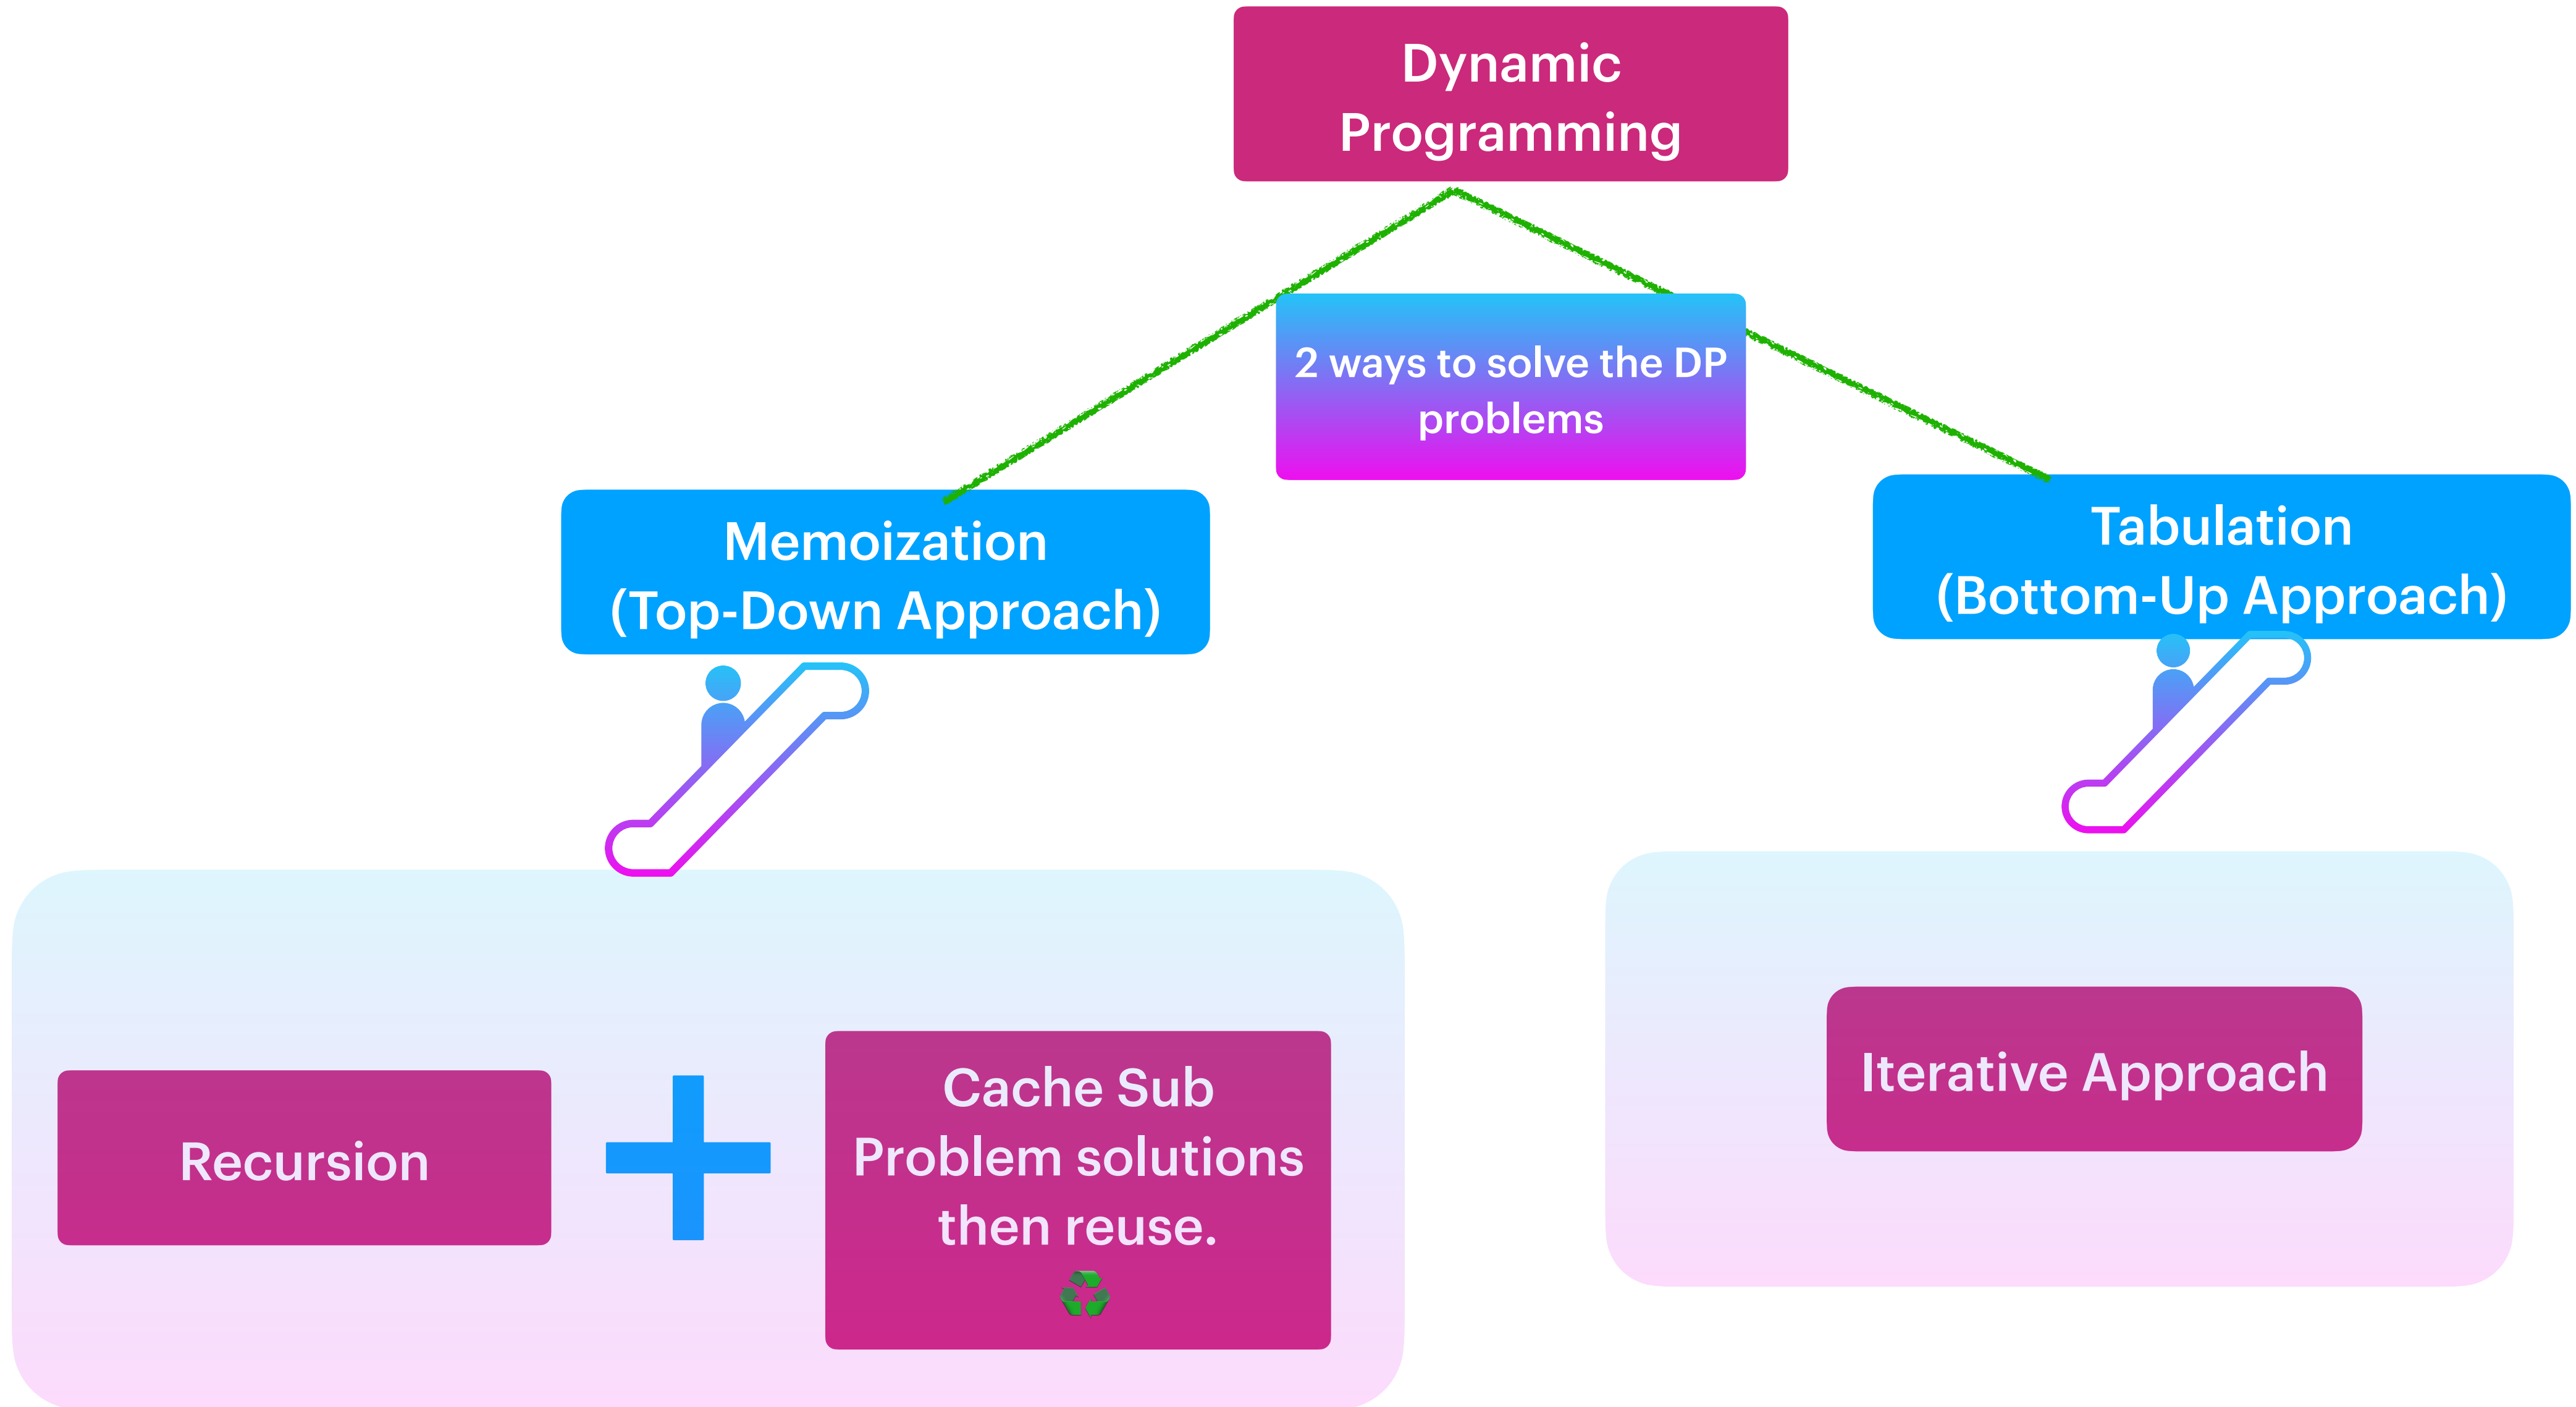 Dynamic
Programming
2 ways to solve the DP
problems
Memoization
(Top-Down Approach)
Tabulation
(Bottom-Up Approach)
Recursion
Cache Sub
Problem solutions
then reuse.
Iterative Approach